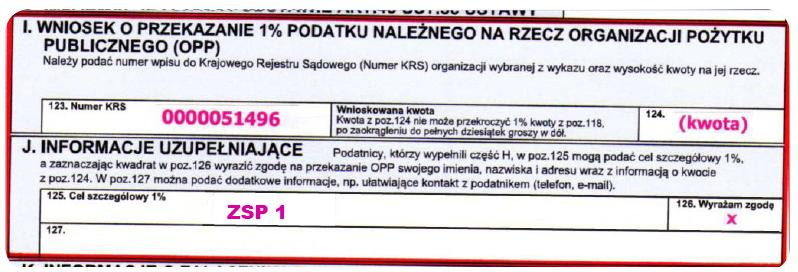 I. WNIOSEK O PRZEKAZANIE 1% PODATKU NALEŻNEGO NA RZECZ ORGANIZACJI POŻYTKU
PUBLICZNEGO (OPP)
Należy podać numer wpisu do Krajowego Rejestru Sądowego (Numer KRS) organizacji wybranej z wykazu oraz wysokość kwoty na jej rzecz.
123. Numer KRS
0000051496
Wnioskowana kwota
Kwota z poz.124 nie może przekroczyć 1% kwoty z poz.118,
po zaokrągleniu do pełnych dziesiątek groszy w dół.
124.
(kwota)
J. INFORMACJE UZUPEŁNIAJĄCE Podatnicy, którzy wypełnili część H, w poz.125 mogą podać cel szczegółowy 1%,
a zaznaczając kwadrat w poz.126 wyrazić zgodę na przekazanie OPP swojego imienia, nazwiska i adresu wraz z informacją o kwocie
z poz.124. W poz.127 można podać dodatkowe informacje, np. ułatwiające kontakt z podatnikiem (telefon, e-mail).
125. Cel szczegółowy 1%
ZSP 1
126. Wyrażam zgodę
x
127.